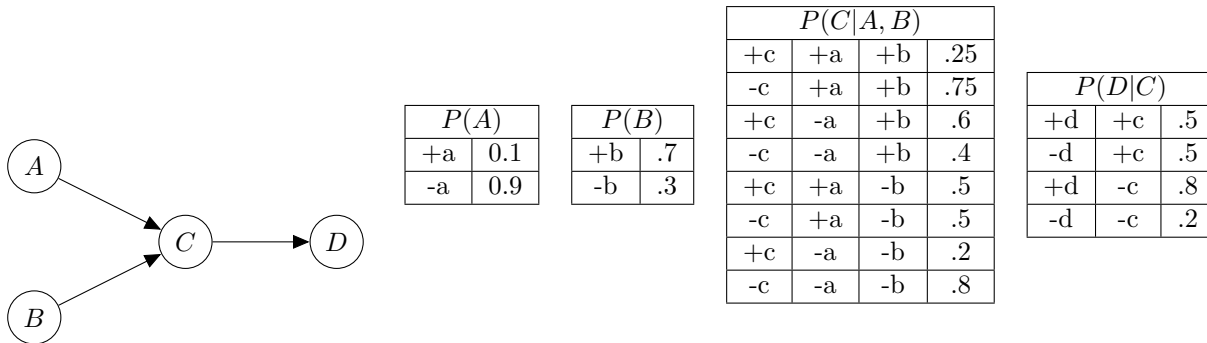 A
B
C
D
P(A)
+a 0.1
-a 0.9
P(B)
+b .7
-b .3
P(C|A, B)
+c +a +b .25
-c +a +b .75
+c -a +b .6
-c -a +b .4
+c +a -b .5
-c +a -b .5
+c -a -b .2
-c -a -b .8
P(D|C)
+d +c .5
-d +c .5
+d -c .8
-d -c .2